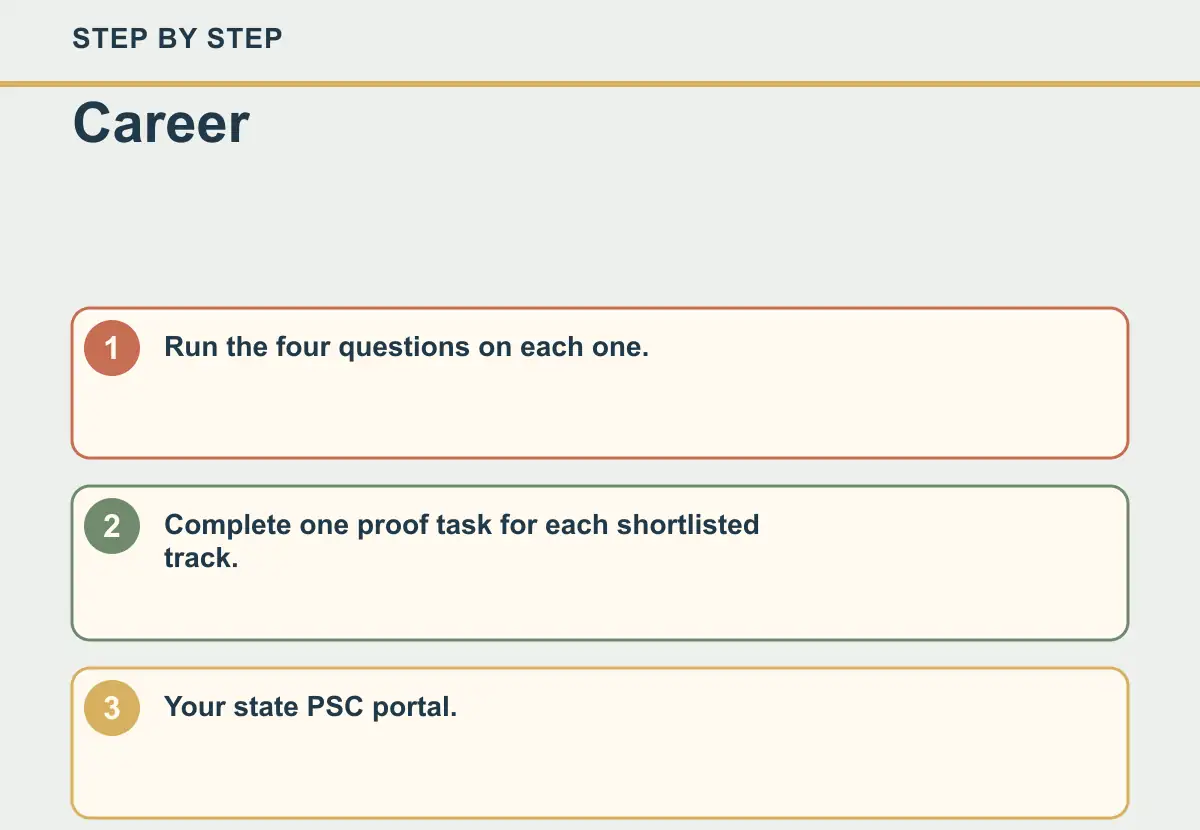 STEP BY STEP
Career
1
Run the four questions on each one.
2
Complete one proof task for each shortlisted
track.
3
Your state PSC portal.